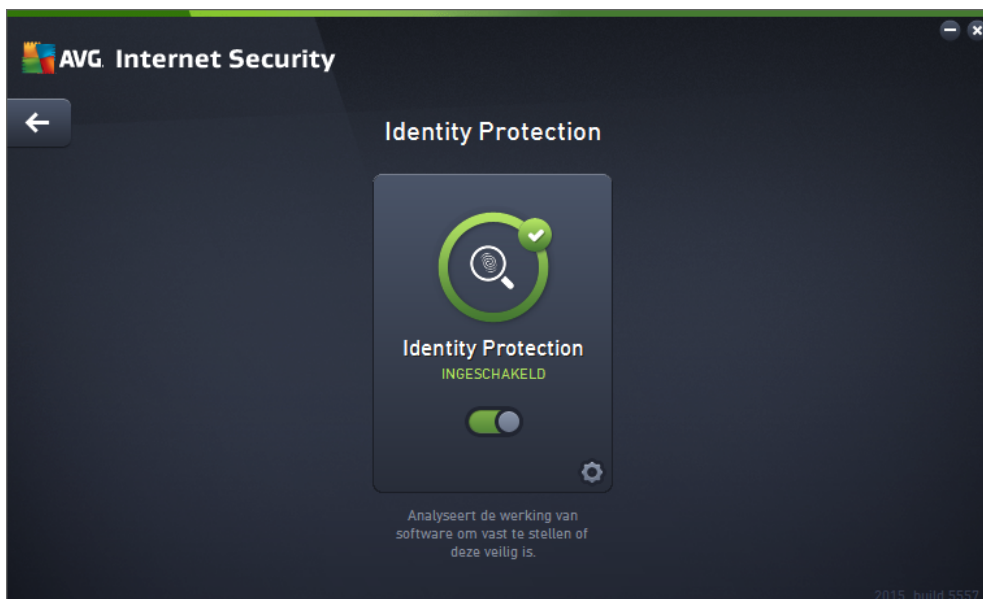 AVG. Internet Security
Identity Protection
Identity Protection
INGESCHAKELD
Analyseert de werking van
software om vast te stellen of
deze veilig is.
2015 build 5557